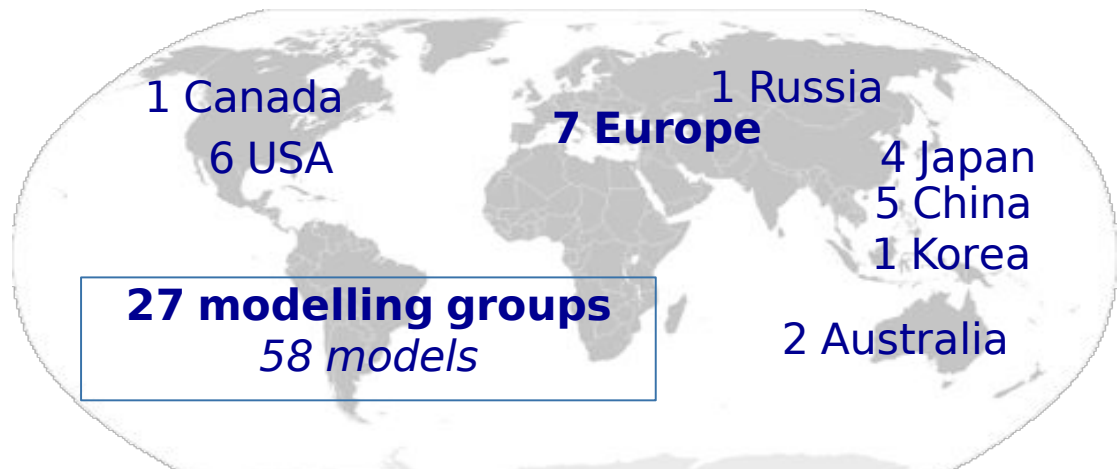 1 Canada
1 Russia
7 Europe
6 USA
4 Japan
5 China
1 Korea
27 modelling groups
58 models
2 Australia